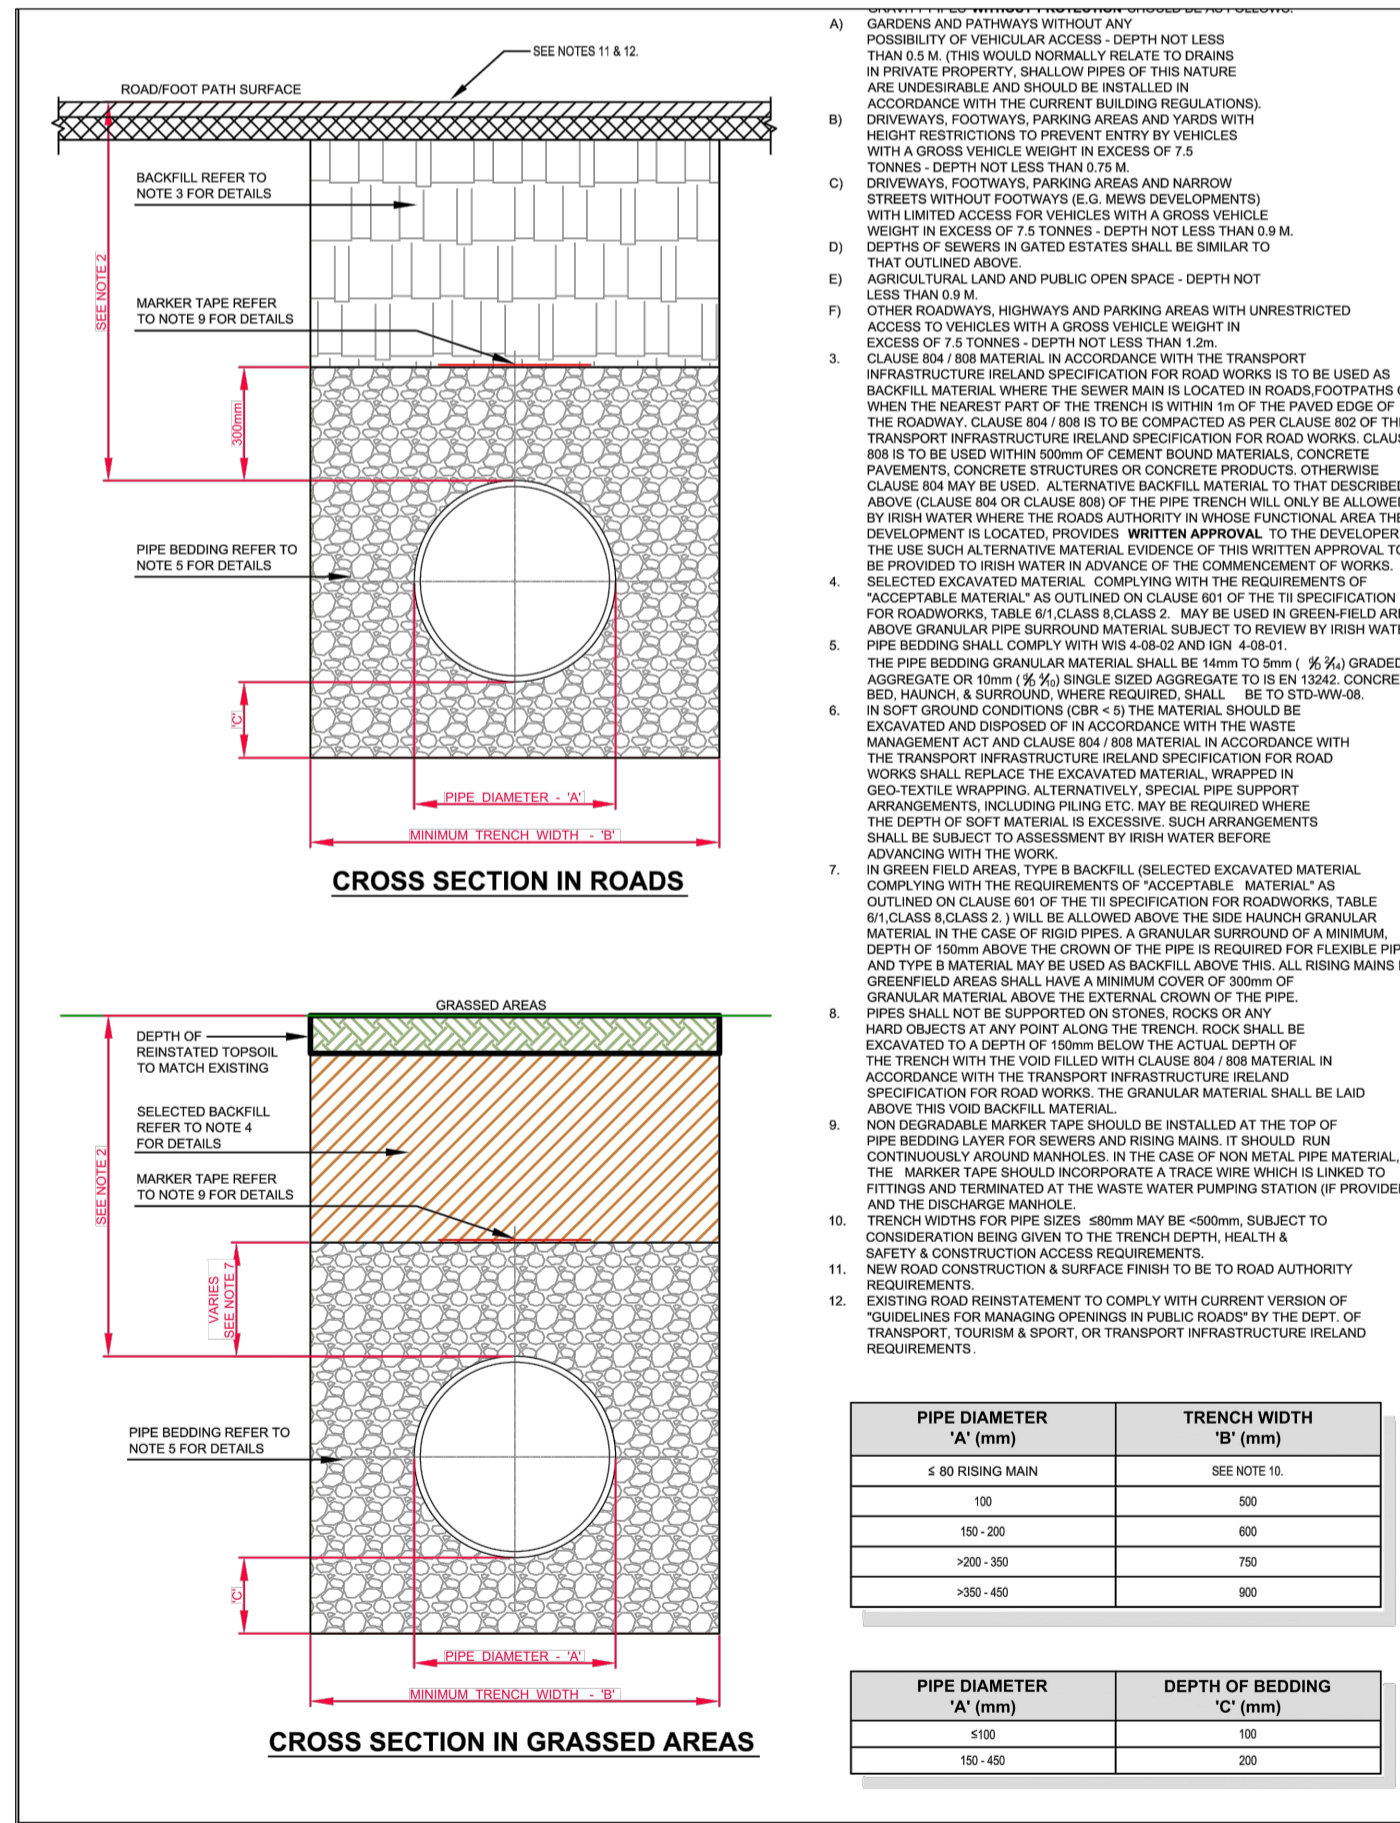 SEE NOTES 11 & 12.
ROAD/FOOT PATH SURFACE
BACKFILL REFER TO
NOTE 3 FOR DETAILS
SEE NOTE 2
MARKER TAPE REFER
TO NOTE 9 FOR DETAILS
300mm
PIPE BEDDING REFER TO
NOTE 5 FOR DETAILS
'C'
PIPE DIAMETER - 'A'
MINIMUM TRENCH WIDTH - 'B'
CROSS SECTION IN ROADS
GRASSED AREAS
DEPTH OF
REINSTATED TOPSOIL
TO MATCH EXISTING
SELECTED BACKFILL
REFER TO NOTE 4
FOR DETAILS
SEE NOTE 2
MARKER TAPE REFER
TO NOTE 9 FOR DETAILS
VARIES
SEE NOTE 7
PIPE BEDDING REFER TO
NOTE 5 FOR DETAILS
'C'
PIPE DIAMETER - 'A'
MINIMUM TRENCH WIDTH - 'B'
CROSS SECTION IN GRASSED AREAS
GRAVITY PIPES WITHOUT PROTECTION SHOULD BE AS FOLLOWS:
A) GARDENS AND PATHWAYS WITHOUT ANY
POSSIBILITY OF VEHICULAR ACCESS - DEPTH NOT LESS
THAN 0.5 M. (THIS WOULD NORMALLY RELATE TO DRAINS
IN PRIVATE PROPERTY, SHALLOW PIPES OF THIS NATURE
ARE UNDESIRABLE AND SHOULD BE INSTALLED IN
ACCORDANCE WITH THE CURRENT BUILDING REGULATIONS).
B) DRIVEWAYS, FOOTWAYS, PARKING AREAS AND YARDS WITH
HEIGHT RESTRICTIONS TO PREVENT ENTRY BY VEHICLES
WITH A GROSS VEHICLE WEIGHT IN EXCESS OF 7.5
TONNES - DEPTH NOT LESS THAN 0.75 M.
C) DRIVEWAYS, FOOTWAYS, PARKING AREAS AND NARROW
STREETS WITHOUT FOOTWAYS (E.G. MEWS DEVELOPMENTS)
WITH LIMITED ACCESS FOR VEHICLES WITH A GROSS VEHICLE
WEIGHT IN EXCESS OF 7.5 TONNES - DEPTH NOT LESS THAN 0.9 M.
D) DEPTHS OF SEWERS IN GATED ESTATES SHALL BE SIMILAR TO
THAT OUTLINED ABOVE.
E) AGRICULTURAL LAND AND PUBLIC OPEN SPACE - DEPTH NOT
LESS THAN 0.9 M.
F) OTHER ROADWAYS, HIGHWAYS AND PARKING AREAS WITH UNRESTRICTED
ACCESS TO VEHICLES WITH A GROSS VEHICLE WEIGHT IN
EXCESS OF 7.5 TONNES - DEPTH NOT LESS THAN 1.2m.
3. CLAUSE 804 / 808 MATERIAL IN ACCORDANCE WITH THE TRANSPORT
INFRASTRUCTURE IRELAND SPECIFICATION FOR ROAD WORKS IS TO BE USED AS
BACKFILL MATERIAL WHERE THE SEWER MAIN IS LOCATED IN ROADS,FOOTPATHS
WHEN THE NEAREST PART OF THE TRENCH IS WITHIN 1m OF THE PAVED EDGE OF
THE ROADWAY. CLAUSE 804 / 808 IS TO BE COMPACTED AS PER CLAUSE 802 OF
TRANSPORT INFRASTRUCTURE IRELAND SPECIFICATION FOR ROAD WORKS.
808 IS TO BE USED WITHIN 500mm OF CEMENT BOUND MATERIALS, CONCRETE
PAVEMENTS, CONCRETE STRUCTURES OR CONCRETE PRODUCTS. OTHERWISE
CLAUSE 804 MAY BE USED. ALTERNATIVE BACKFILL MATERIAL TO THAT DESCRIBED
ABOVE (CLAUSE 804 OR CLAUSE 808) OF THE PIPE TRENCH WILL ONLY BE ALLOWED
BY IRISH WATER WHERE THE ROADS AUTHORITY IN WHOSE FUNCTIONAL AREA THE
DEVELOPMENT IS LOCATED, PROVIDES WRITTEN APPROVAL TO THE DEVELOPER
THE USE SUCH ALTERNATIVE MATERIAL EVIDENCE OF THIS WRITTEN APPROVAL TO
BE PROVIDED TO IRISH WATER IN ADVANCE OF THE COMMENCEMENT OF WORKS.
4. SELECTED EXCAVATED MATERIAL COMPLYING WITH THE REQUIREMENTS OF
"ACCEPTABLE MATERIAL" AS OUTLINED ON CLAUSE 601 OF THE TII SPECIFICATION
FOR ROADWORKS, TABLE 6/1,CLASS 8,CLASS 2. MAY BE USED IN GREEN-FIELD
ABOVE GRANULAR PIPE SURROUND MATERIAL SUBJECT TO REVIEW BY IRISH
5. PIPE BEDDING SHALL COMPLY WITH WIS 4-08-02 AND IGN 4-08-01.
THE PIPE BEDDING GRANULAR MATERIAL SHALL BE 14mm TO 5mm ( ) GRADED
AGGREGATE OR 10mm ( ) SINGLE SIZED AGGREGATE TO IS EN 13242.
BED, HAUNCH, & SURROUND, WHERE REQUIRED, SHALL BE TO STD-WW-08.
6. IN SOFT GROUND CONDITIONS (CBR < 5) THE MATERIAL SHOULD BE
EXCAVATED AND DISPOSED OF IN ACCORDANCE WITH THE WASTE
MANAGEMENT ACT AND CLAUSE 804 / 808 MATERIAL IN ACCORDANCE WITH
THE TRANSPORT INFRASTRUCTURE IRELAND SPECIFICATION FOR ROAD
WORKS SHALL REPLACE THE EXCAVATED MATERIAL, WRAPPED IN
GEO-TEXTILE WRAPPING. ALTERNATIVELY, SPECIAL PIPE SUPPORT
ARRANGEMENTS, INCLUDING PILING ETC. MAY BE REQUIRED WHERE
THE DEPTH OF SOFT MATERIAL IS EXCESSIVE. SUCH ARRANGEMENTS
SHALL BE SUBJECT TO ASSESSMENT BY IRISH WATER BEFORE
ADVANCING WITH THE WORK.
7. IN GREEN FIELD AREAS, TYPE B BACKFILL (SELECTED EXCAVATED MATERIAL
COMPLYING WITH THE REQUIREMENTS OF "ACCEPTABLE MATERIAL" AS
OUTLINED ON CLAUSE 601 OF THE TII SPECIFICATION FOR ROADWORKS, TABLE
6/1,CLASS 8,CLASS 2. ) WILL BE ALLOWED ABOVE THE SIDE HAUNCH GRANULAR
MATERIAL IN THE CASE OF RIGID PIPES. A GRANULAR SURROUND OF A MINIMUM,
DEPTH OF 150mm ABOVE THE CROWN OF THE PIPE IS REQUIRED FOR FLEXIBLE
AND TYPE B MATERIAL MAY BE USED AS BACKFILL ABOVE THIS. ALL RISING MAINS
GREENFIELD AREAS SHALL HAVE A MINIMUM COVER OF 300mm OF
GRANULAR MATERIAL ABOVE THE EXTERNAL CROWN OF THE PIPE.
8. PIPES SHALL NOT BE SUPPORTED ON STONES, ROCKS OR ANY
HARD OBJECTS AT ANY POINT ALONG THE TRENCH. ROCK SHALL BE
EXCAVATED TO A DEPTH OF 150mm BELOW THE ACTUAL DEPTH OF
THE TRENCH WITH THE VOID FILLED WITH CLAUSE 804 / 808 MATERIAL IN
ACCORDANCE WITH THE TRANSPORT INFRASTRUCTURE IRELAND
SPECIFICATION FOR ROAD WORKS. THE GRANULAR MATERIAL SHALL BE LAID
ABOVE THIS VOID BACKFILL MATERIAL.
9. NON DEGRADABLE MARKER TAPE SHOULD BE INSTALLED AT THE TOP OF
PIPE BEDDING LAYER FOR SEWERS AND RISING MAINS. IT SHOULD RUN
CONTINUOUSLY AROUND MANHOLES. IN THE CASE OF NON METAL PIPE MATERIAL,
THE MARKER TAPE SHOULD INCORPORATE A TRACE WIRE WHICH IS LINKED TO
FITTINGS AND TERMINATED AT THE WASTE WATER PUMPING STATION (IF
AND THE DISCHARGE MANHOLE.
10. TRENCH WIDTHS FOR PIPE SIZES ≤80mm MAY BE <500mm, SUBJECT TO
CONSIDERATION BEING GIVEN TO THE TRENCH DEPTH, HEALTH &
SAFETY & CONSTRUCTION ACCESS REQUIREMENTS.
11. NEW ROAD CONSTRUCTION & SURFACE FINISH TO BE TO ROAD AUTHORITY
REQUIREMENTS.
12. EXISTING ROAD REINSTATEMENT TO COMPLY WITH CURRENT VERSION OF
"GUIDELINES FOR MANAGING OPENINGS IN PUBLIC ROADS" BY THE DEPT. OF
TRANSPORT, TOURISM & SPORT, OR TRANSPORT INFRASTRUCTURE IRELAND
REQUIREMENTS.
PIPE DIAMETER 'A' (mm) TRENCH WIDTH 'B' (mm)
≤ 80 RISING MAIN SEE NOTE 10.
100 500
150 - 200 600
>200 - 350 750
>350 - 450 900
PIPE DIAMETER 'A' (mm) DEPTH OF BEDDING 'C' (mm)
≤100 100
150 - 450 200